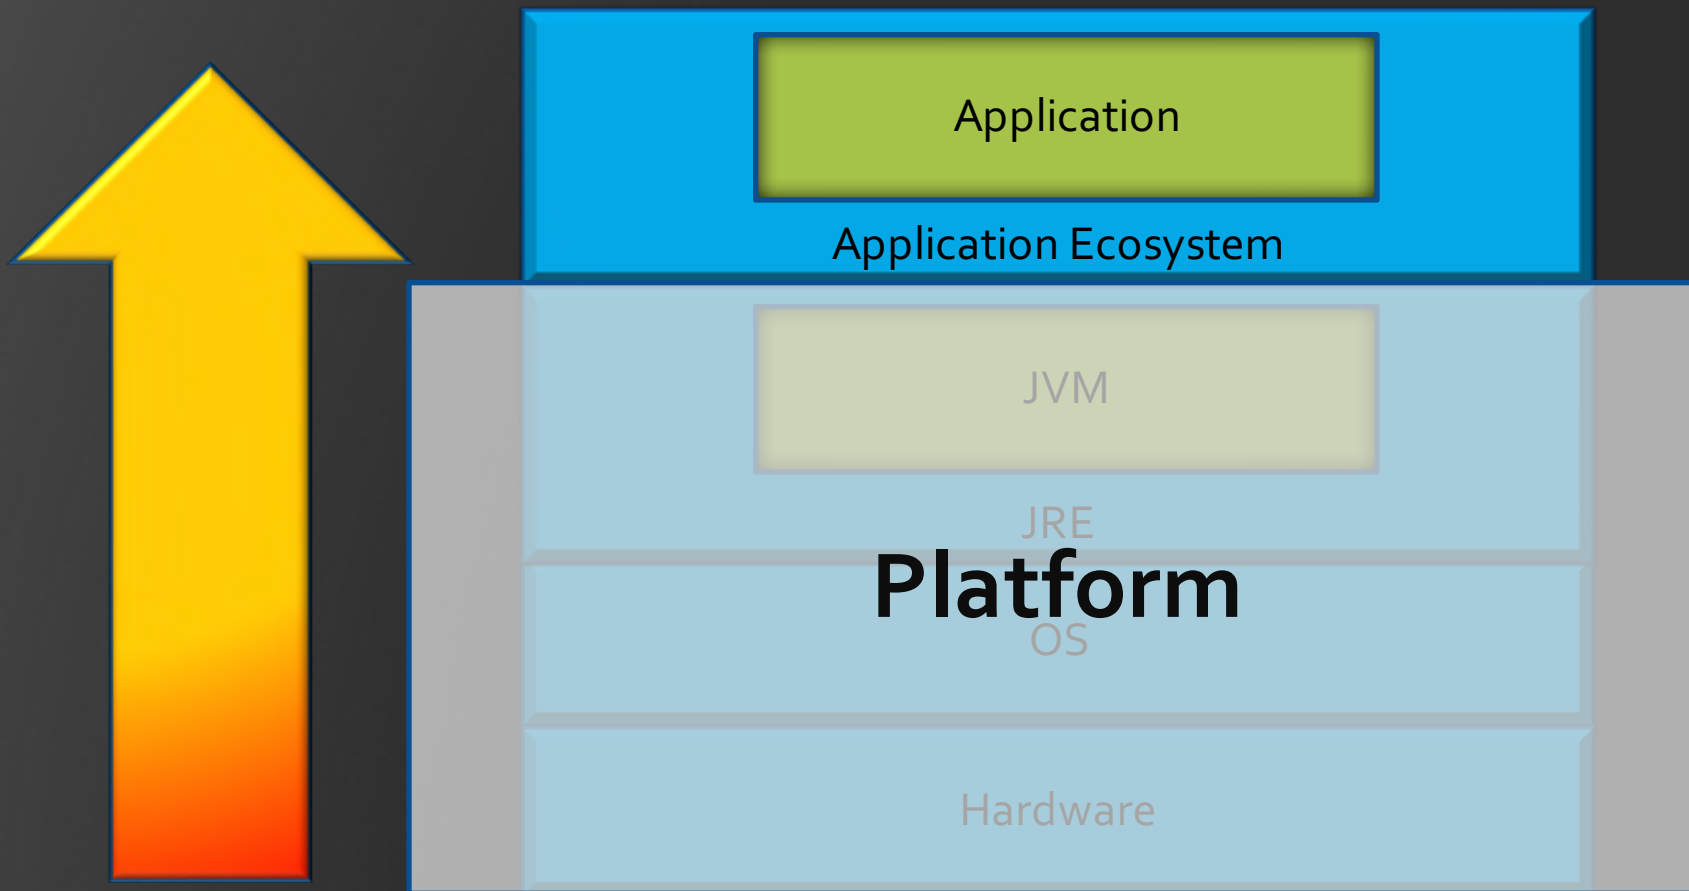 Application
Application Ecosystem
JVM
JRE
Platform
OS
Hardware